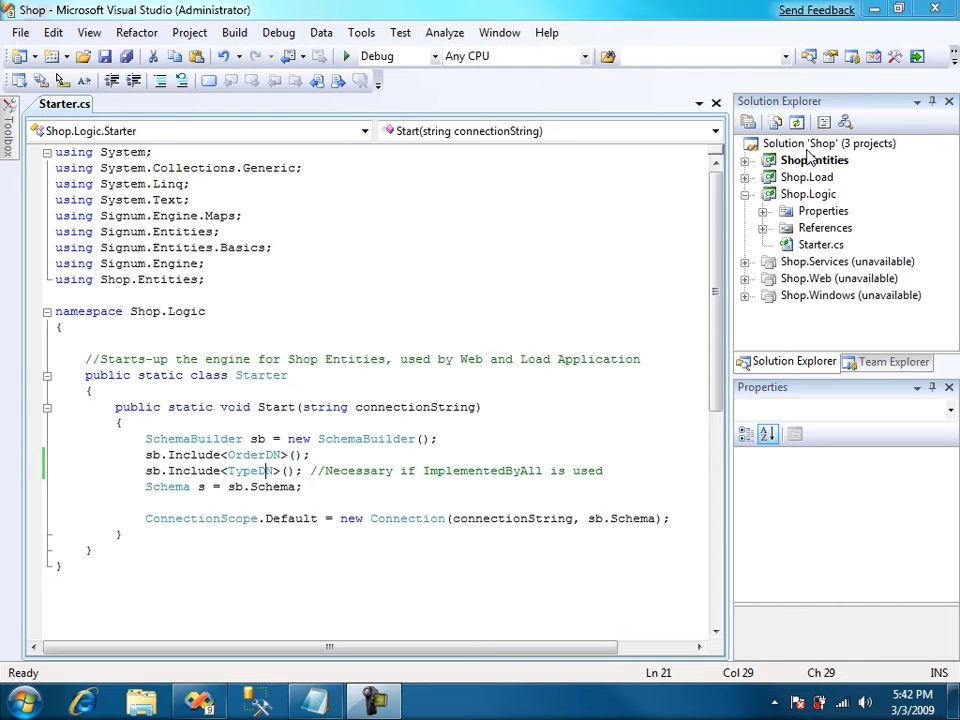 Shop - Microsoft Visual Studio (Administrator)
Send Feedback
File Edit View Refactor Project Build Debug Data Tools Test Analyze Window Help
Debug Any CPU
Toolbox
Starter.cs
Shop.Logic.Starter Start(string connectionString)
using System;
using System.Collections.Generic;
using System.Linq;
using System.Text;
using Signum.Engine.Maps;
using Signum.Entities;
using Signum.Entities.Basics;
using Signum.Engine;
using Shop.Entities;
namespace Shop.Logic
{
//Starts-up the engine for Shop Entities, used by Web and Load Application
public static class Starter
{
public static void Start(string connectionString)
{
SchemaBuilder sb = new SchemaBuilder();
sb.Include<OrderDN>();
sb.Include<TypeDN>(); //Necessary if ImplementedByAll is used
Schema s = sb.Schema;
ConnectionScope.Default = new Connection(connectionString, sb.Schema);
}
}
}
Solution Explorer
Solution 'Shop' (3 projects)
Shop.Entities
Shop.Load
Shop.Logic
Properties
References
Starter.cs
Shop.Services (unavailable)
Shop.Web (unavailable)
Shop.Windows (unavailable)
Solution Explorer Team Explorer
Properties
Ready Ln 21 Col 29 Ch 29 INS
5:42 PM
3/3/2009